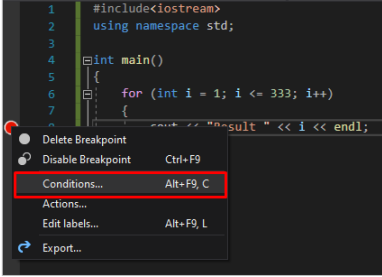 1 #include<iostream>
2 using namespace std;
3
4 int main()
5 {
6 for (int i = 1; i <= 333; i++)
7 {
cout << "Result " << i << endl;
Delete Breakpoint
Disable Breakpoint Ctrl+F9
Conditions... Alt+F9, C
Actions...
Edit labels... Alt+F9, L
Export...